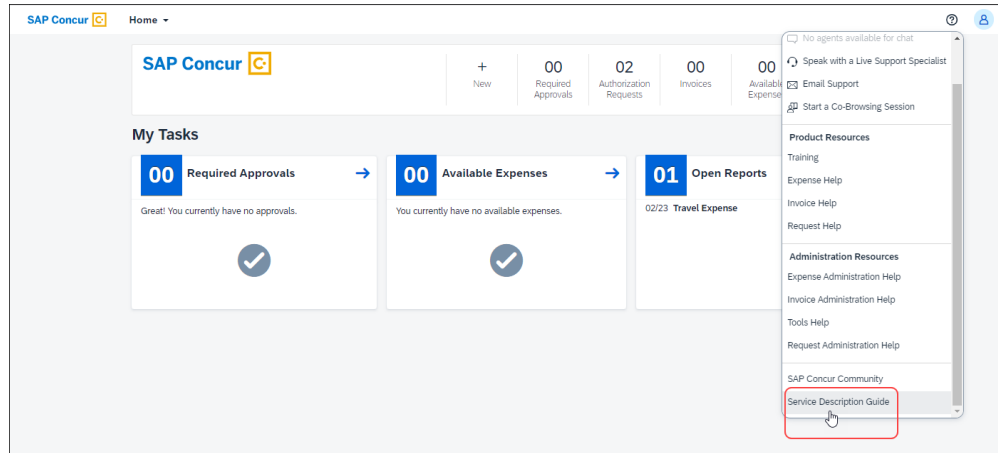 SAP Concur C Home
SAP Concur C
+
New
00
Required
Approvals
02
Authorization
Requests
00
Invoices
00
Available
Expense
My Tasks
00 Required Approvals
Great! You currently have no approvals.
00 Available Expenses
You currently have no available expenses.
01 Open Reports
02/23 Travel Expense
No agents available for chat
Speak with a Live Support Specialist
Email Support
Start a Co-Browsing Session
Product Resources
Training
Expense Help
Invoice Help
Request Help
Administration Resources
Expense Administration Help
Invoice Administration Help
Tools Help
Request Administration Help
SAP Concur Community
Service Description Guide